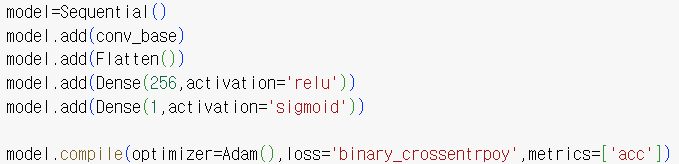 model=Sequential()
model.add(conv_base)
model.add(Flatten())
model.add(Dense(256,activation='relu'))
model.add(Dense(1,activation='sigmoid'))
model.compile(optimizer=Adam(),loss='binary_crossentrpoy',metrics=['acc'])